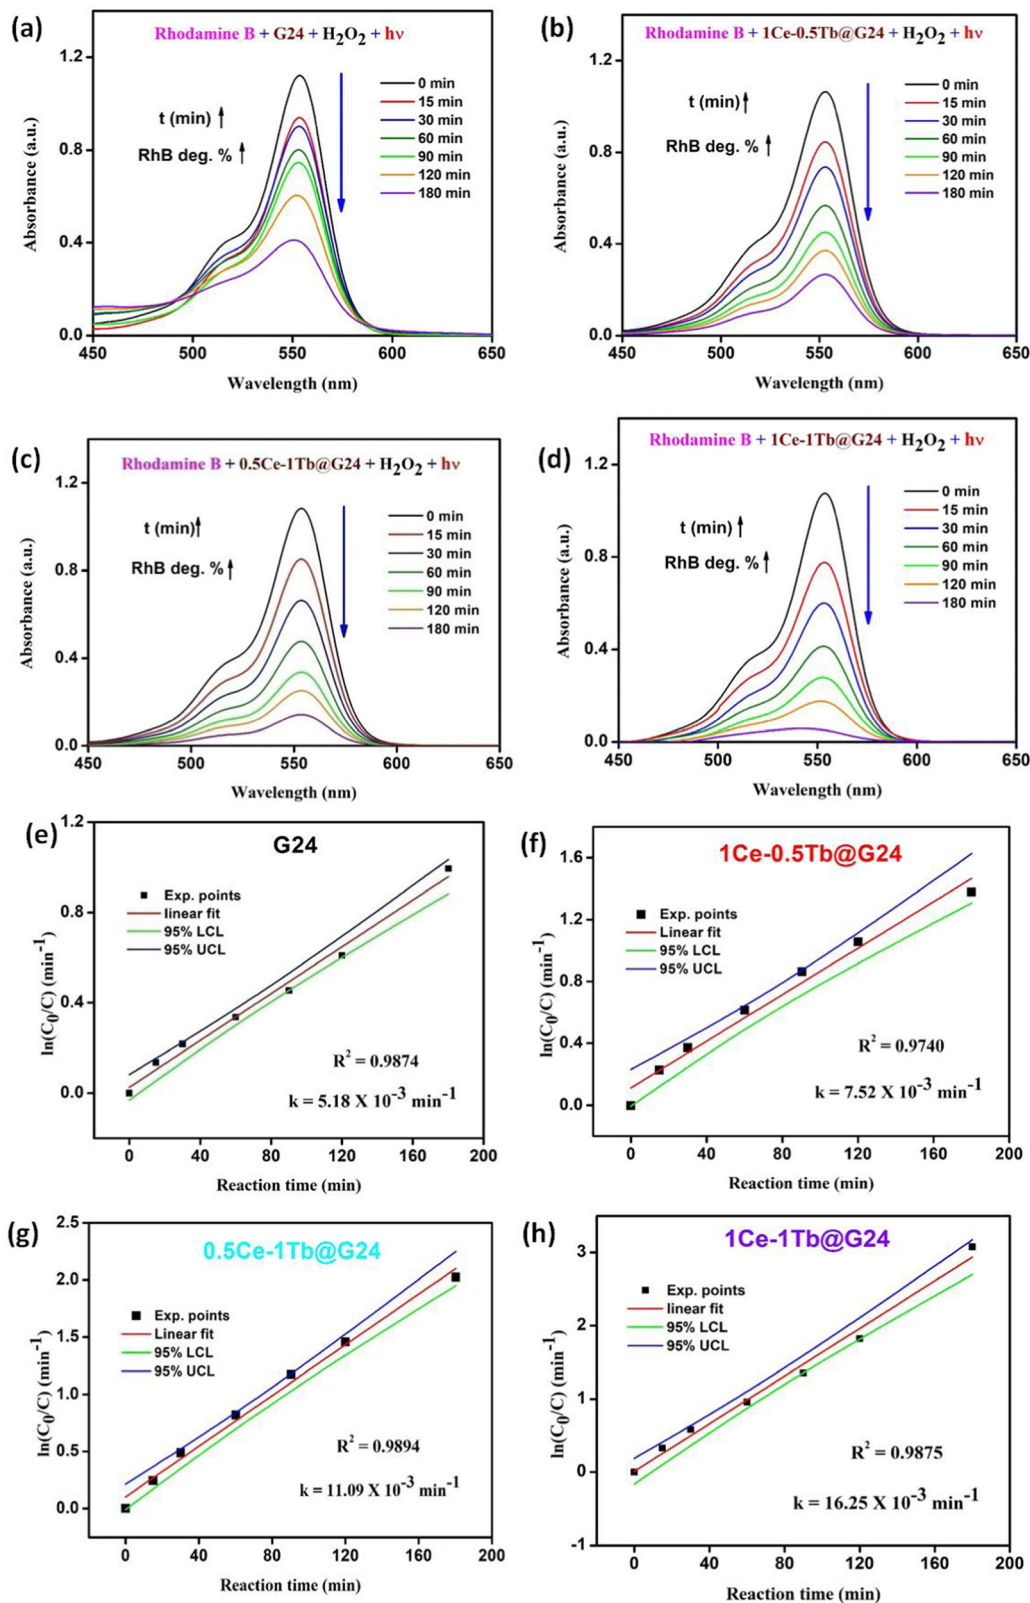 (a)
Rhodamine B + G24 + H2O2 + hν
0 min
15 min
30 min
60 min
90 min
120 min
180 min
t (min)
RhB deg. %
Absorbance (a.u.)
1.2
0.8
0.4
0.0
450 500 550 600 650
Wavelength (nm)
(b)
Rhodamine B + 1Ce-0.5Tb@G24 + H2O2 + hν
0 min
15 min
30 min
60 min
90 min
120 min
180 min
t (min)
RhB deg. %
Absorbance (a.u.)
1.2
0.8
0.4
0.0
450 500 550 600 650
Wavelength (nm)
(c)
Rhodamine B + 0.5Ce-1Tb@G24 + H2O2 + hν
0 min
15 min
30 min
60 min
90 min
120 min
180 min
t (min)
RhB deg. %
Absorbance (a.u.)
1.2
0.8
0.4
0.0
450 500 550 600 650
Wavelength (nm)
(d)
Rhodamine B + 1Ce-1Tb@G24 + H2O2 + hν
0 min
15 min
30 min
60 min
90 min
120 min
180 min
t (min)
RhB deg. %
Absorbance (a.u.)
1.2
0.8
0.4
0.0
450 500 550 600 650
Wavelength (nm)
(e)
G24
Exp. points
linear fit
95% LCL
95% UCL
R2 = 0.9874
k = 5.18 X 10-3 min-1
ln(C0/C) (min-1)
1.2
0.8
0.4
0.0
0 40 80 120 160 200
Reaction time (min)
(f)
1Ce-0.5Tb@G24
Exp. points
Linear fit
95% LCL
95% UCL
R2 = 0.9740
k = 7.52 X 10-3 min-1
ln(C0/C) (min-1)
1.6
1.2
0.8
0.4
0.0
0 40 80 120 160 200
Reaction time (min)
(g)
0.5Ce-1Tb@G24
Exp. points
Linear fit
95% LCL
95% UCL
R2 = 0.9894
k = 11.09 X 10-3 min-1
ln(C0/C) (min-1)
2.5
2.0
1.5
1.0
0.5
0.0
0 40 80 120 160 200
Reaction time (min)
(h)
1Ce-1Tb@G24
Exp. points
linear fit
95% LCL
95% UCL
R2 = 0.9875
k = 16.25 X 10-3 min-1
ln(C0/C) (min-1)
3
2
1
0
-1
0 40 80 120 160 200
Reaction time (min)